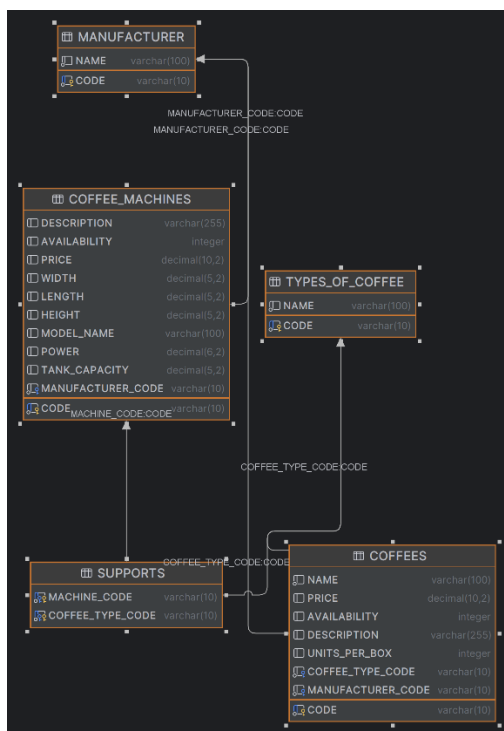 MANUFACTURER
NAME varchar(100)
CODE varchar(10)
MANUFACTURER_CODE:CODE
MANUFACTURER_CODE:CODE
COFFEE_MACHINES
DESCRIPTION varchar(255)
AVAILABILITY integer
PRICE decimal(10,2)
WIDTH decimal(5,2)
LENGTH decimal(5,2)
HEIGHT decimal(5,2)
MODEL_NAME varchar(100)
POWER decimal(6,2)
TANK_CAPACITY decimal(5,2)
MANUFACTURER_CODE varchar(10)
CODE varchar(10)
MACHINE_CODE:CODE
TYPES_OF_COFFEE
NAME varchar(100)
CODE varchar(10)
COFFEE_TYPE_CODE:CODE
COFFEE_TYPE_CODE:CODE
SUPPORTS
MACHINE_CODE varchar(10)
COFFEE_TYPE_CODE varchar(10)
COFFEES
NAME varchar(100)
PRICE decimal(10,2)
AVAILABILITY integer
DESCRIPTION varchar(255)
UNITS_PER_BOX integer
COFFEE_TYPE_CODE varchar(10)
MANUFACTURER_CODE varchar(10)
CODE varchar(10)